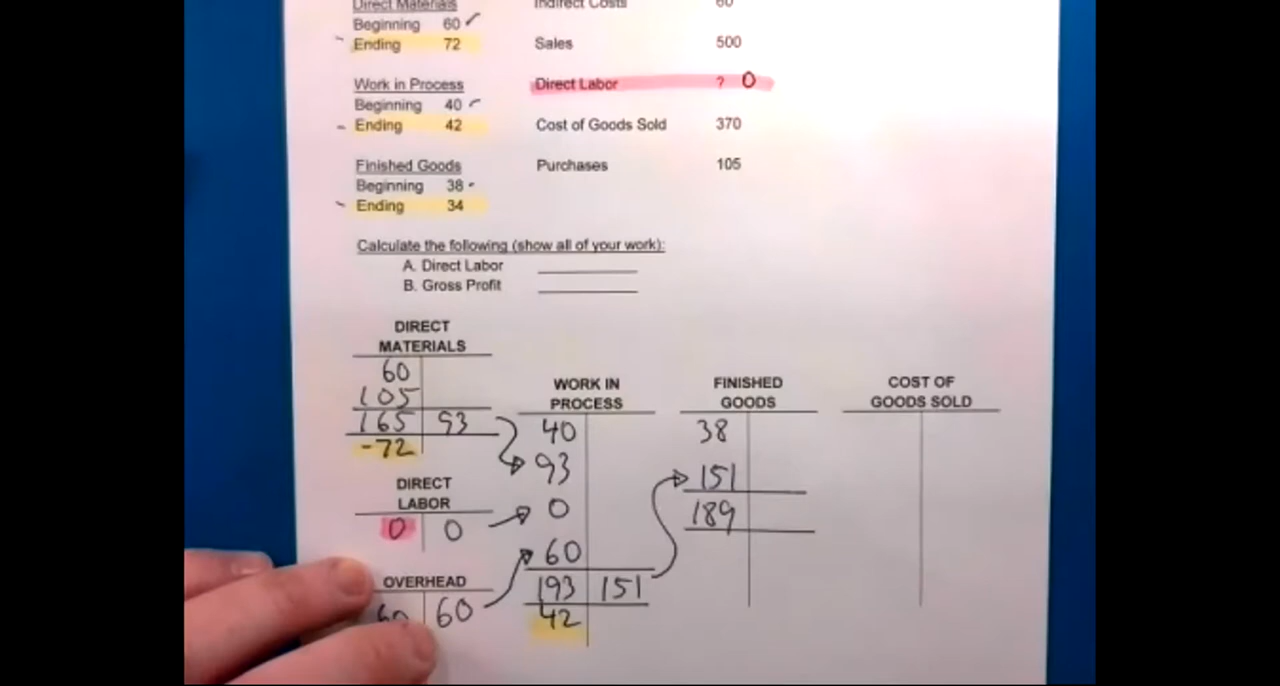 Direct Materials
Indirect Costs 60
Beginning 60
Ending 72
Sales 500
Work in Process
Direct Labor ? 0
Beginning 40
Ending 42
Cost of Goods Sold 370
Finished Goods
Purchases 105
Beginning 38
Ending 34
Calculate the following (show all of your work):
A. Direct Labor
B. Gross Profit
DIRECT
MATERIALS
60
105
165 93
-72
DIRECT
LABOR
0 0
OVERHEAD
60 60
WORK IN
PROCESS
40
93
0
60
193 151
42
FINISHED
GOODS
38
151
189
COST OF
GOODS SOLD